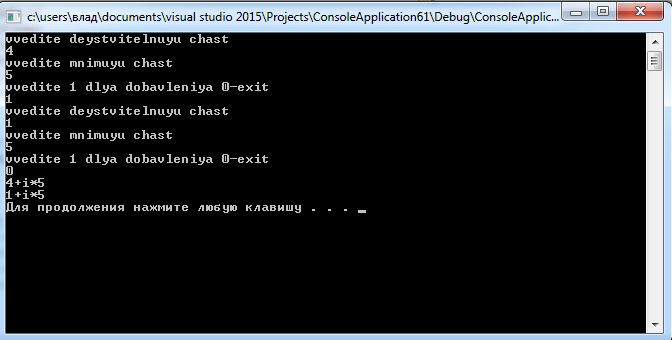 c:\users\влад\documents\visual studio 2015\Projects\ConsoleApplication61\Debug\ConsoleApplic...
vvedite deystvitelnuyu chast
4
vvedite mnimuyu chast
5
vvedite 1 dlya dobavleniya 0-exit
1
vvedite deystvitelnuyu chast
1
vvedite mnimuyu chast
5
vvedite 1 dlya dobavleniya 0-exit
0
4+i*5
1+i*5
Для продолжения нажмите любую клавишу . . .